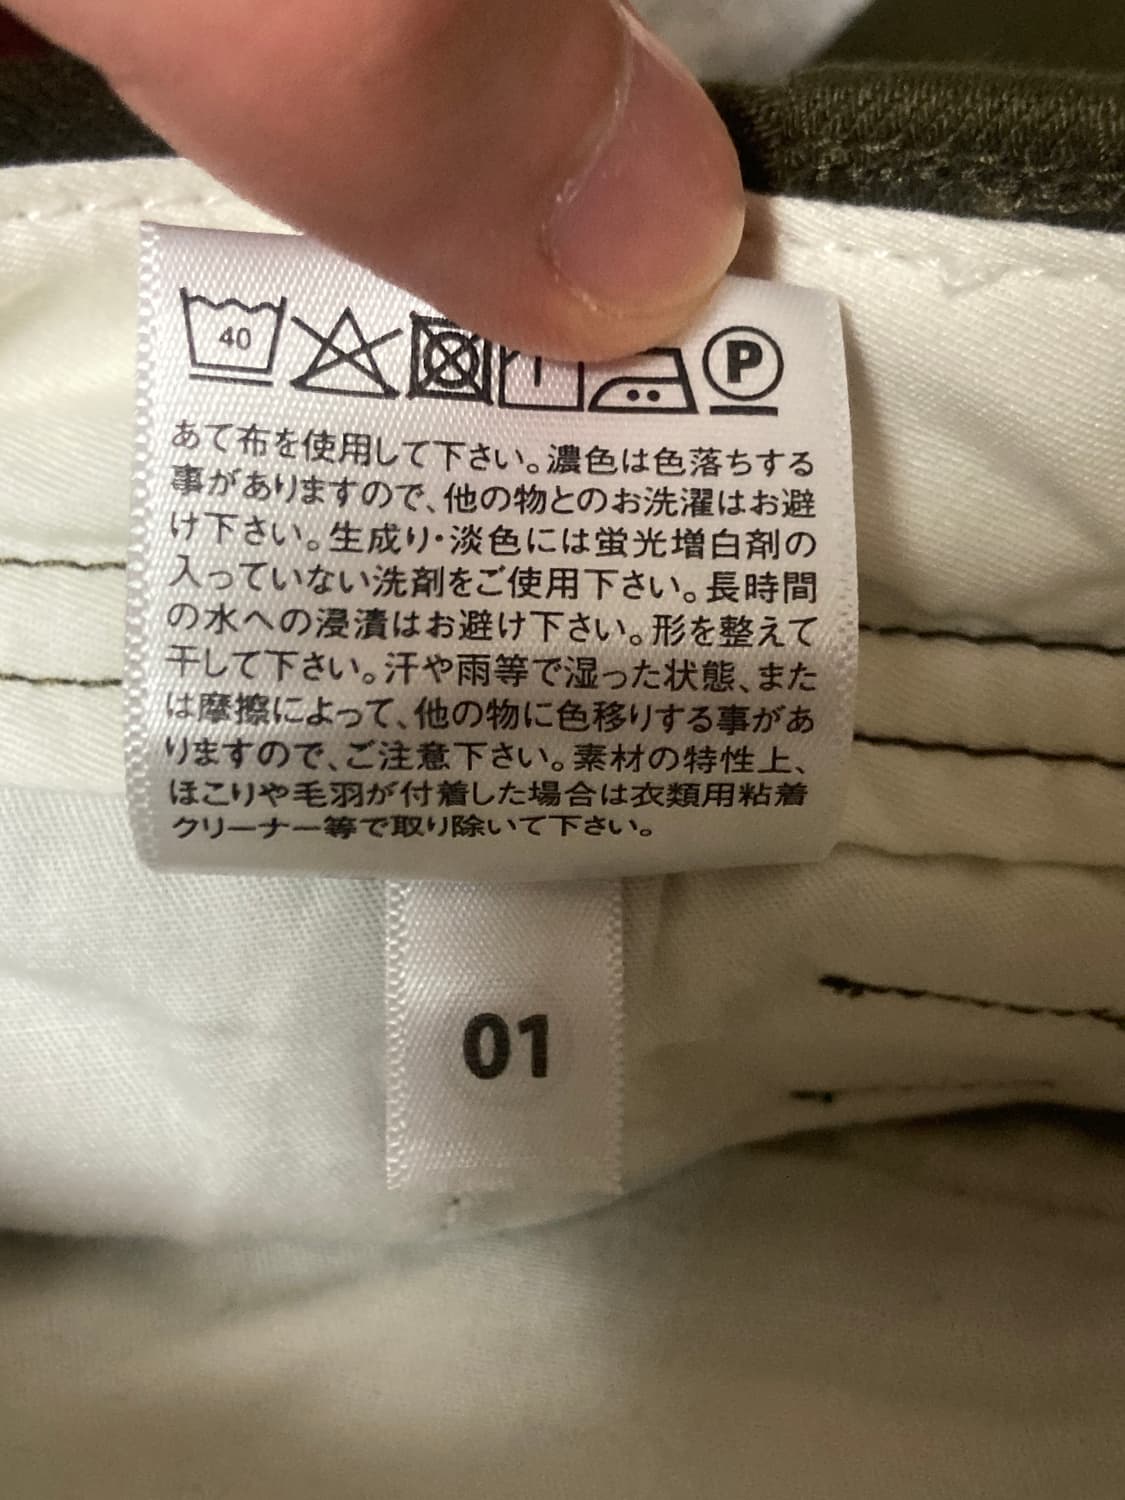 40
P
あて布を使用して下さい。濃色は色落ちする
事がありますので、他の物とのお洗濯はお避
け下さい。生成り・淡色には蛍光増白剤の
入っていない洗剤をご使用下さい。長時間
の水への浸漬はお避け下さい。形を整えて
干して下さい。汗や雨等で湿った状態、また
は摩擦によって、他の物に色移りする事があ
りますので、ご注意下さい。素材の特性上、
ほこりや毛羽が付着した場合は衣類用粘着
クリーナー等で取り除いて下さい。
01